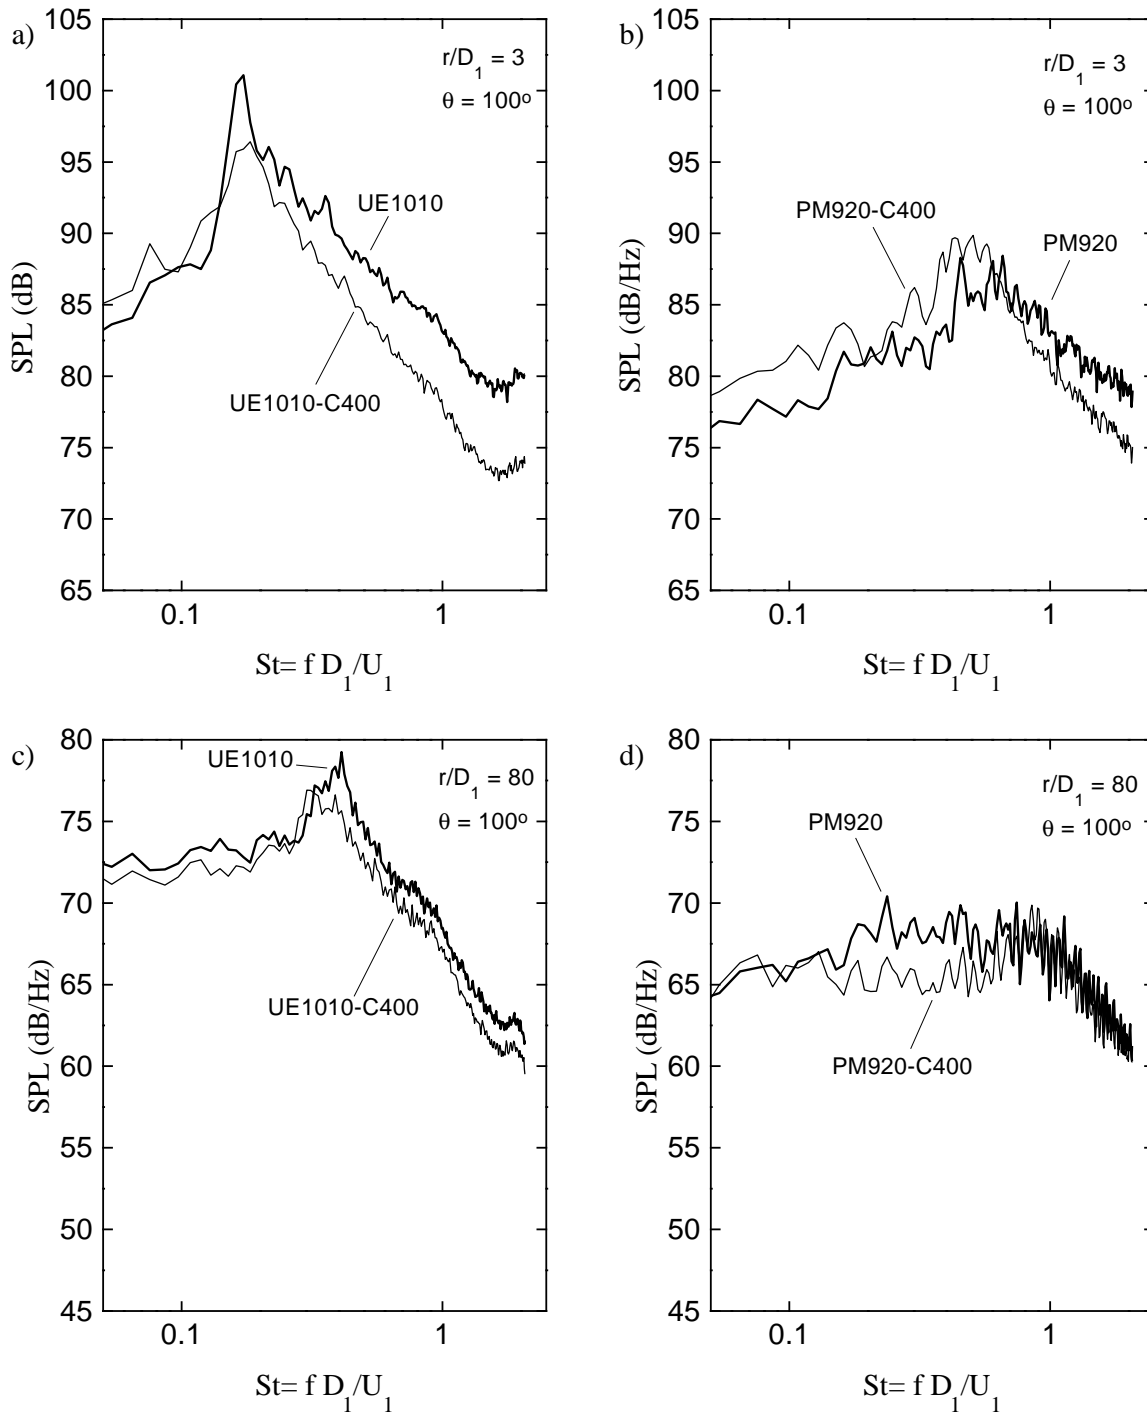 a)
r/D₁ = 3
θ = 100º
105
100
95
90
85
80
75
70
65
SPL (dB)
UE1010
UE1010-C400
0.1
1
St= f D₁/U₁
b)
r/D₁ = 3
θ = 100º
105
100
95
90
85
80
75
70
65
SPL (dB/Hz)
PM920-C400
PM920
0.1
1
St= f D₁/U₁
c)
UE1010
r/D₁ = 80
θ = 100º
80
75
70
65
60
55
50
45
SPL (dB/Hz)
UE1010-C400
0.1
1
St= f D₁/U₁
d)
r/D₁ = 80
θ = 100º
80
75
70
65
60
55
50
45
SPL (dB/Hz)
PM920
PM920-C400
0.1
1
St= f D₁/U₁